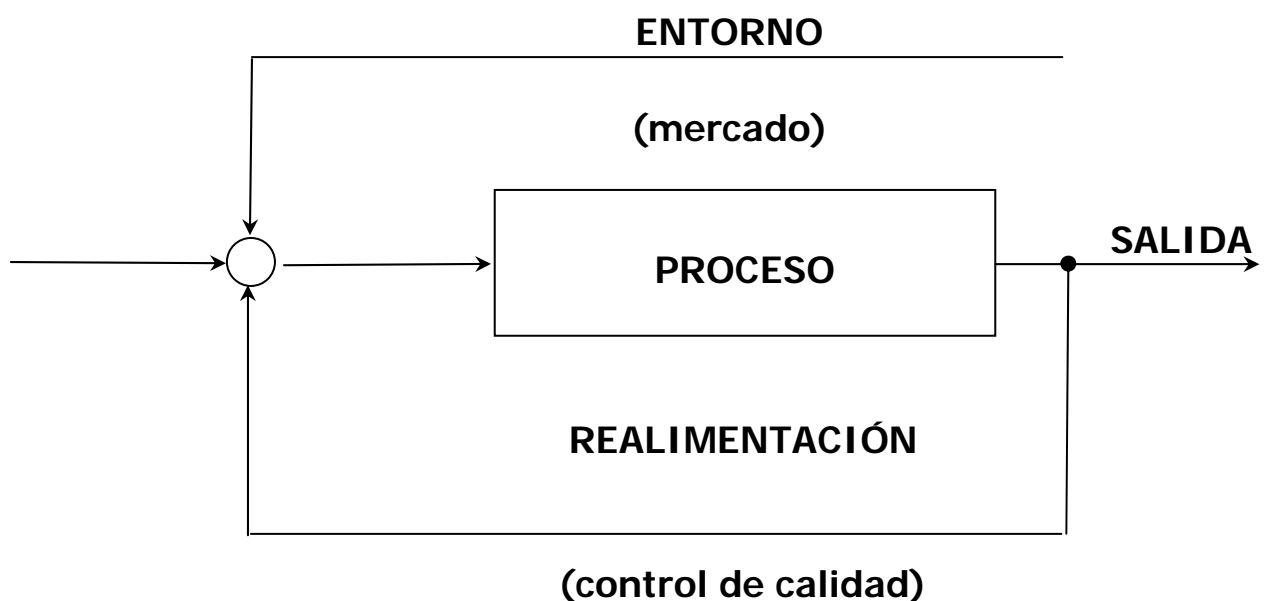 ENTORNO
(mercado)
SALIDA
PROCESO
REALIMENTACIÓN
(control de calidad)